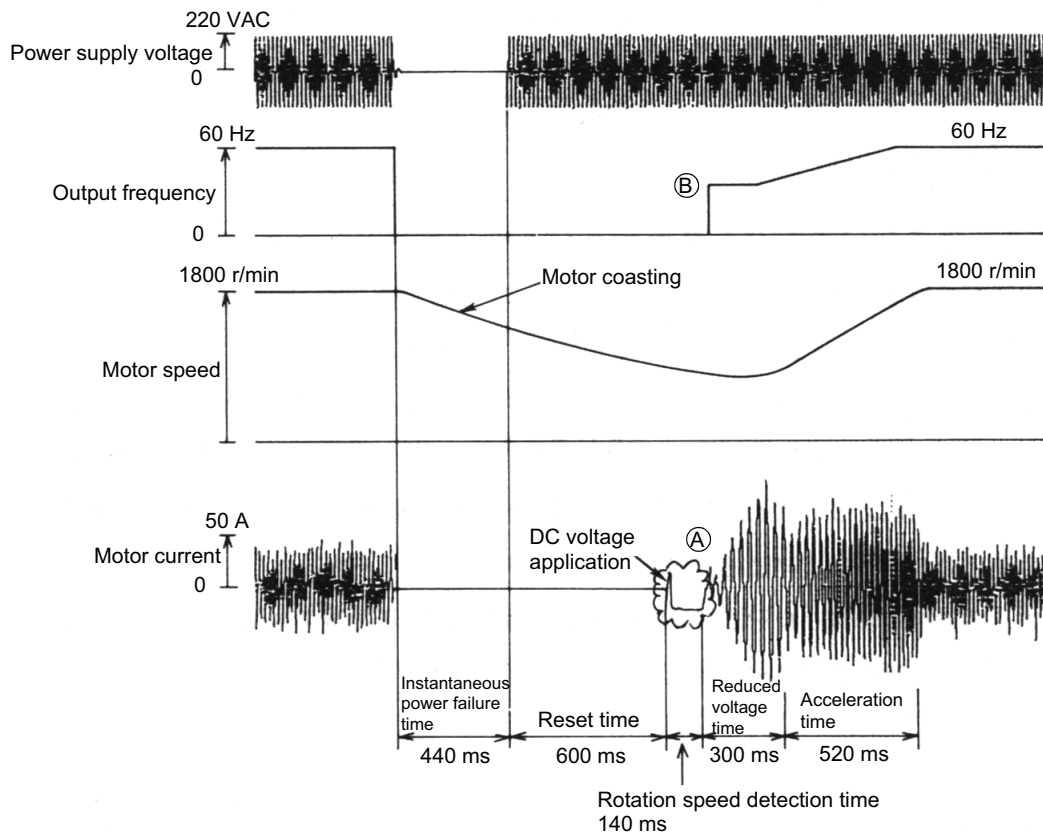 220 VAC
Power supply voltage
0
60 Hz
60 Hz
Output frequency
B
0
1800 r/min
Motor coasting
1800 r/min
Motor speed
50 A
Motor current
0
DC voltage
application
A
Instantaneous
power failure
time
Reset time
Reduced
voltage
time
Acceleration
time
440 ms
600 ms
300 ms
520 ms
Rotation speed detection time
140 ms